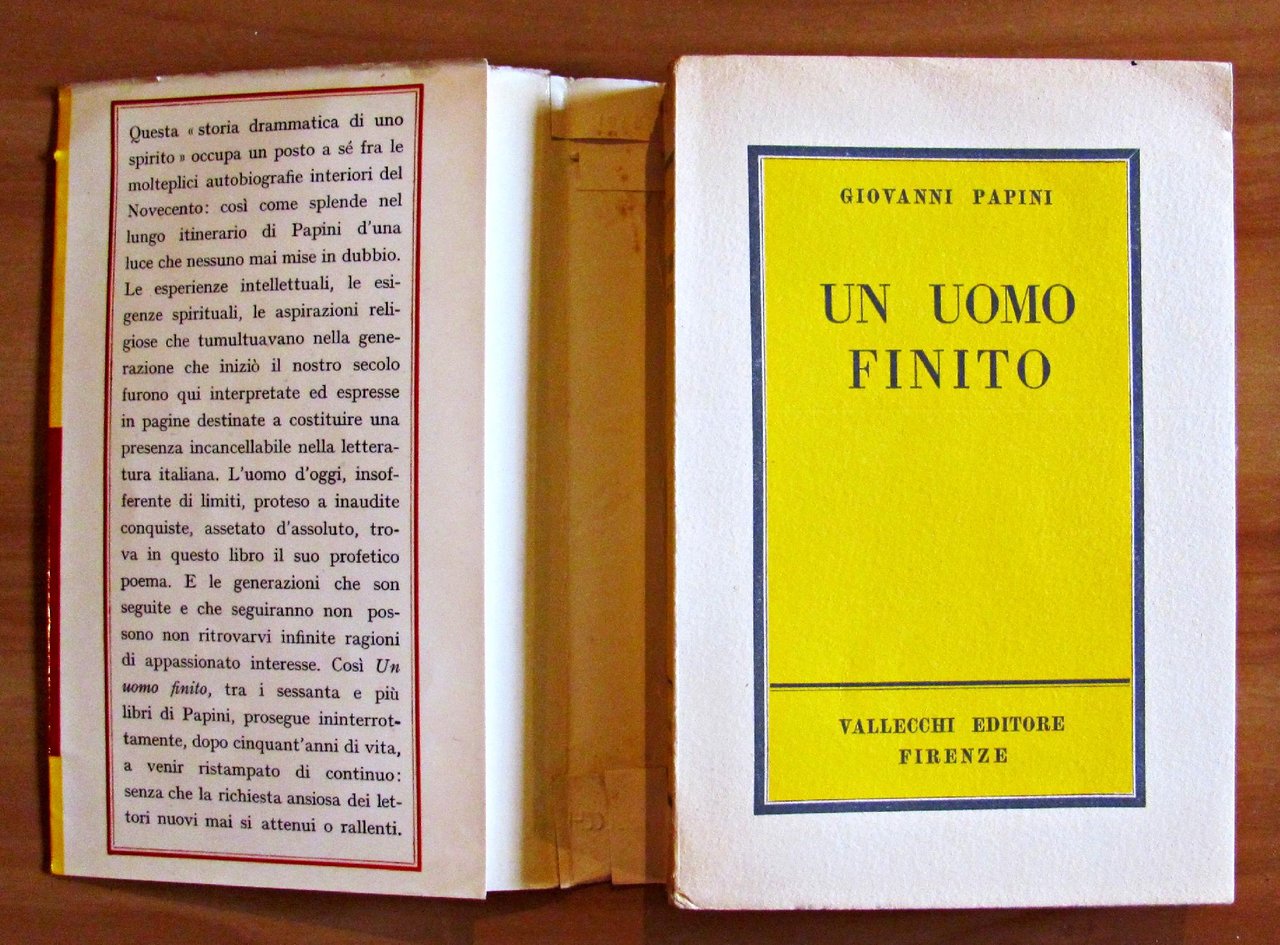 Questa « storia drammatica di uno
spirito » occupa un posto a sé fra le
molteplici autobiografie interiori del
Novecento: così come splende nel
lungo itinerario di Papini d'una
luce che nessuno mai mise in dubbio.
Le esperienze intellettuali, le esi-
genze spirituali, le aspirazioni reli-
giose che tumultuavano nella gene-
razione che iniziò il nostro secolo
furono qui interpretate ed espresse
in pagine destinate a costituire una
presenza incancellabile nella lettera-
tura italiana. L'uomo d'oggi, insof-
ferente di limiti, proteso a inaudite
conquiste, assetato d'assoluto, tro-
va in questo libro il suo profetico
poema. E le generazioni che son
seguite e che seguiranno non pos-
sono non ritrovarvi infinite ragioni
di appassionato interesse. Così Un
uomo finito, tra i sessanta e più
libri di Papini, prosegue ininterrot-
tamente, dopo cinquant'anni di vita,
a venir ristampato di continuo:
senza che la richiesta ansiosa dei let-
tori nuovi mai si attenui o rallenti.
GIOVANNI PAPINI
UN UOMO
FINITO
VALLECCHI EDITORE
FIRENZE